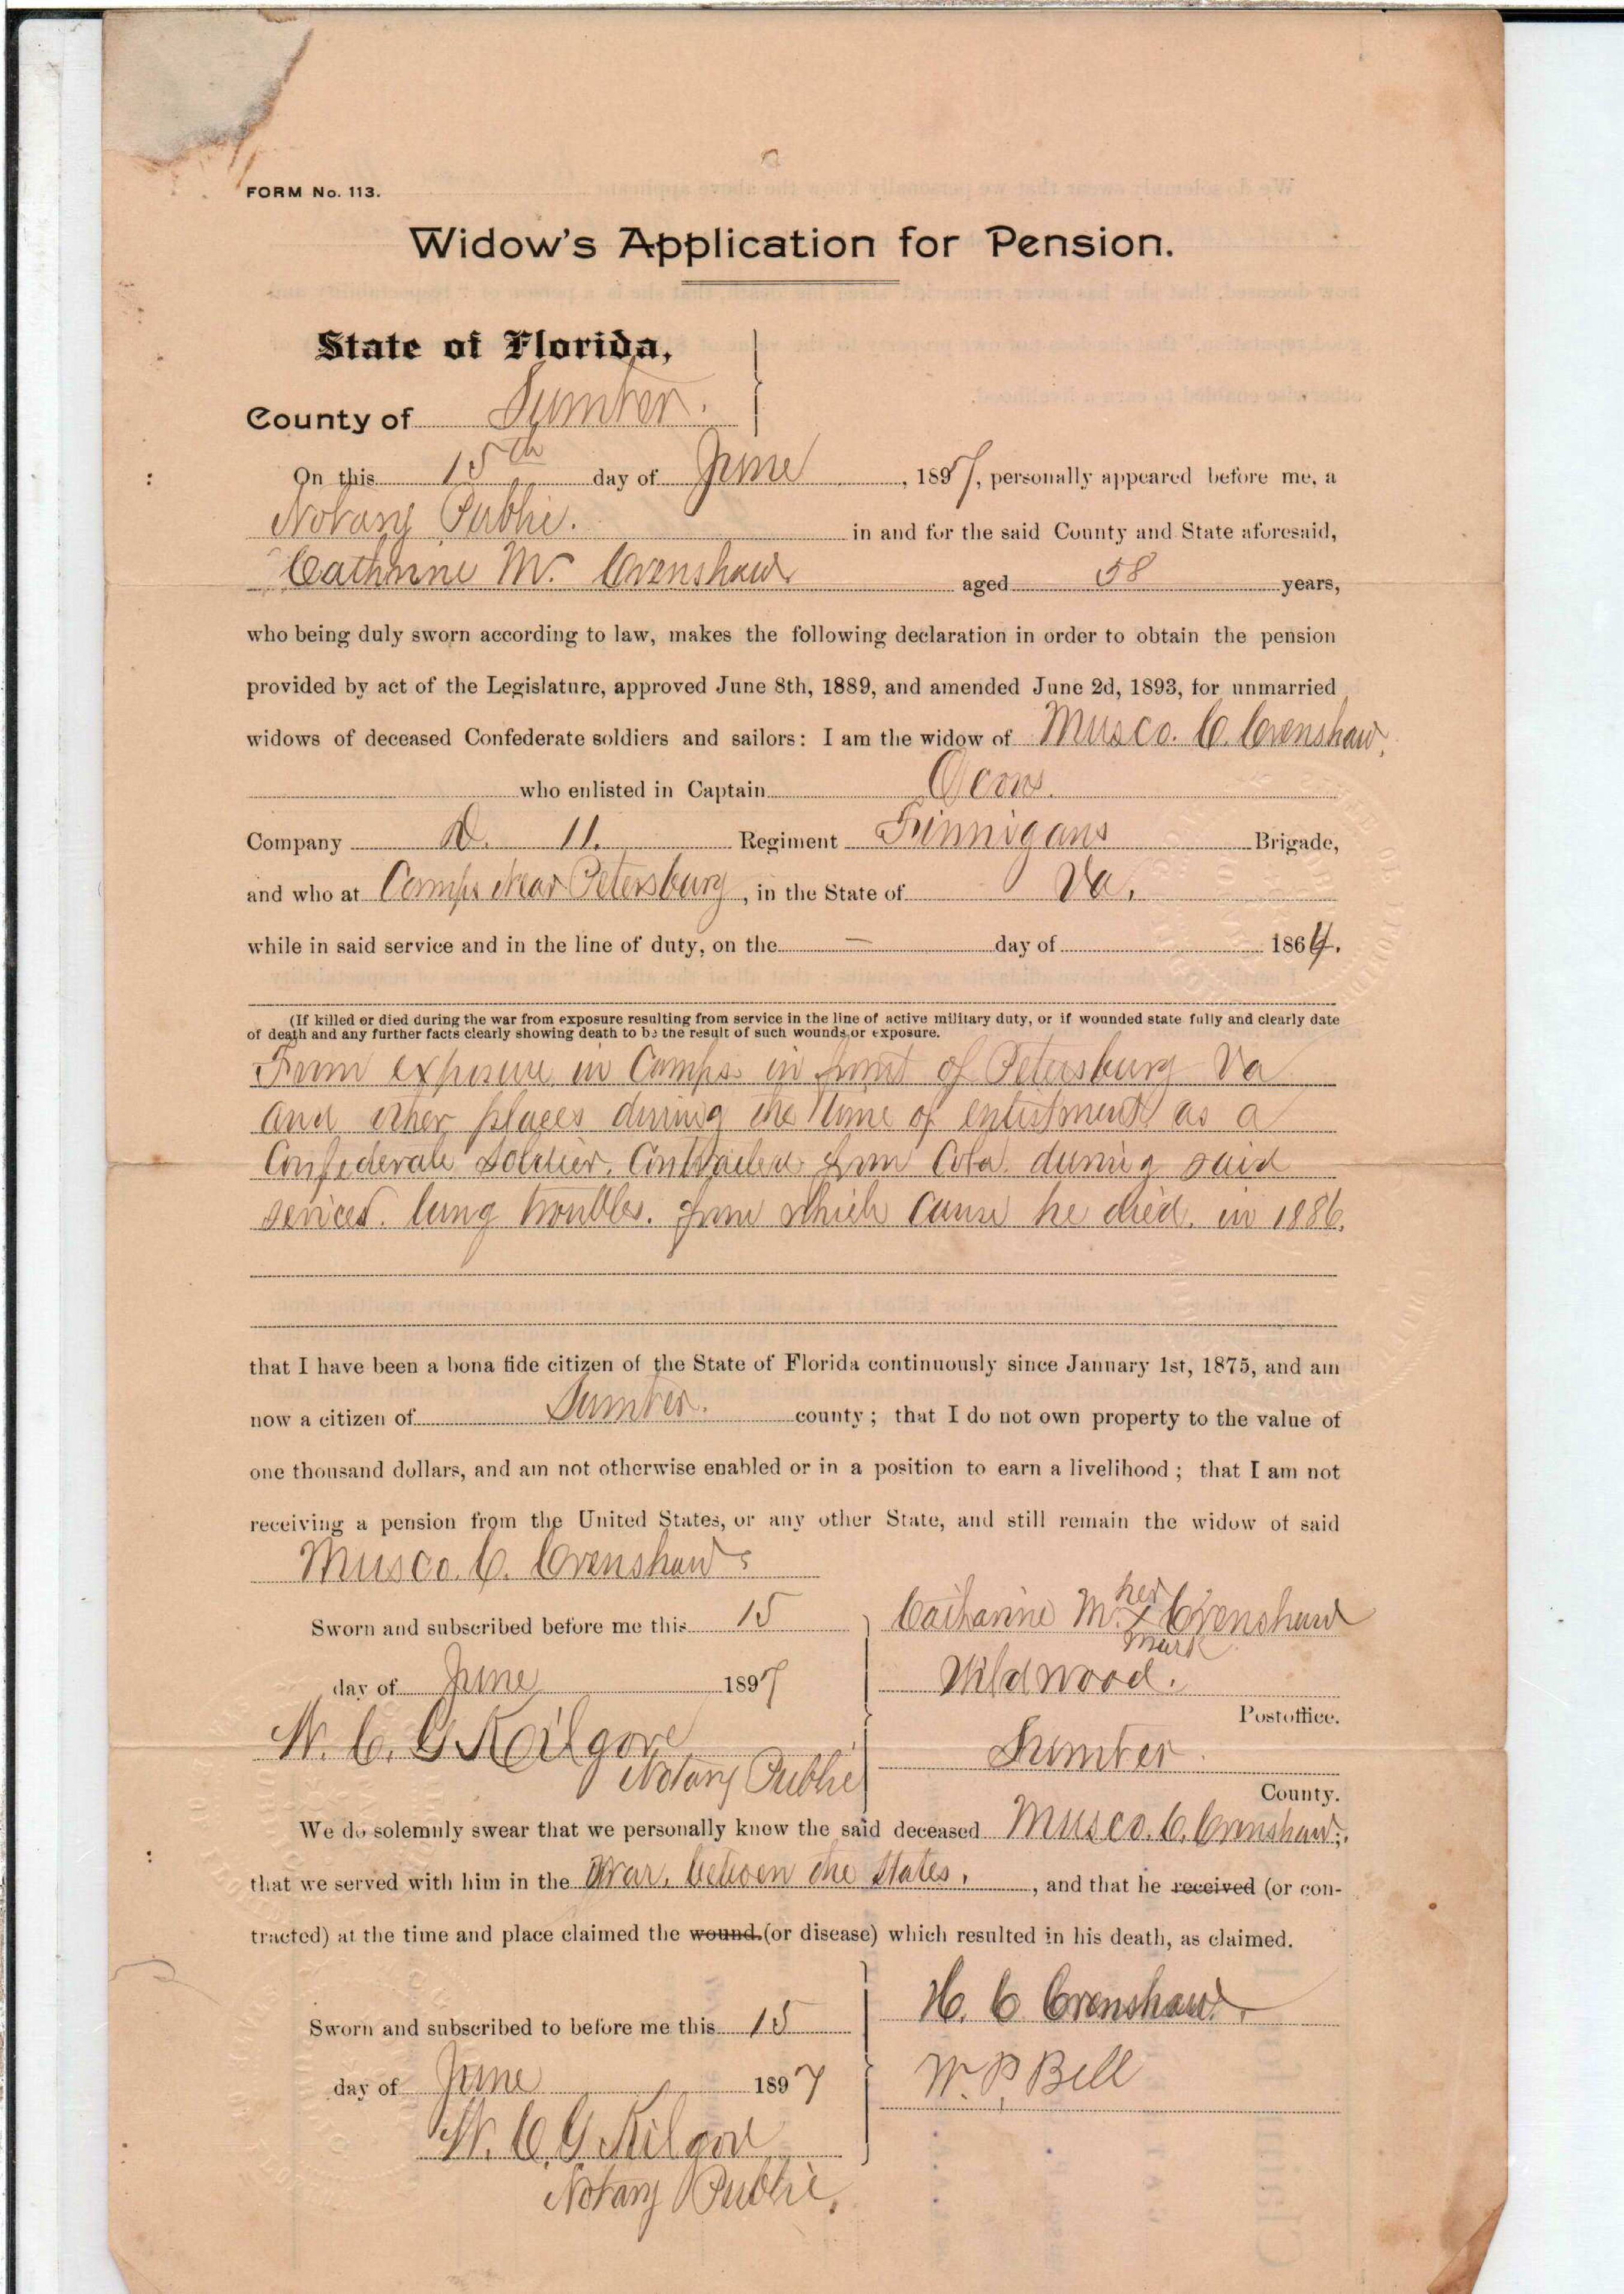 FORM No. 113.
Widow's Application for Pension.
State of Florida,
County of Sumter.
On this 15th day of June, 1897, personally appeared before me, a
Notary Public. in and for the said County and State aforesaid,
Catharine M. Crenshaw aged 58 years,
who being duly sworn according to law, makes the following declaration in order to obtain the pension
provided by act of the Legislature, approved June 8th, 1889, and amended June 2d, 1893, for unmarried
widows of deceased Confederate soldiers and sailors: I am the widow of Musco. C. Crenshaw,
who enlisted in Captain
Company D. 11. Regiment Finnigans Brigade,
and who at Camps Near Petersburg, in the State of Va.
while in said service and in the line of duty, on the — day of 1864.
(If killed or died during the war from exposure resulting from service in the line of active military duty, or if wounded state fully and clearly date
of death and any further facts clearly showing death to be the result of such wounds or exposure.
From exposure in Camps in front of Petersburg Va
and other places during the time of enlistment as a
Confederate Soldier. Contracted from Cold during said
services. lung troubles. from which cause he died in 1886.
that I have been a bona fide citizen of the State of Florida continuously since January 1st, 1875, and am
now a citizen of Sumter. county; that I do not own property to the value of
one thousand dollars, and am not otherwise enabled or in a position to earn a livelihood; that I am not
receiving a pension from the United States, or any other State, and still remain the widow of said
Musco. C. Crenshaw
Sworn and subscribed before me this 15
day of June 1897
N. C. G. Kilgore
Notary Public
Catharine M. her x mark Crenshaw
Wildwood.
Postoffice.
Sumter
County.
We do solemnly swear that we personally knew the said deceased Musco. C. Crenshaw;
that we served with him in the War. between the States, and that he received (or con-
tracted) at the time and place claimed the wound (or disease) which resulted in his death, as claimed.
Sworn and subscribed to before me this 15
day of June 1897
N. C. G. Kilgore
Notary Public.
H. C Crenshaw
W. P. Bell